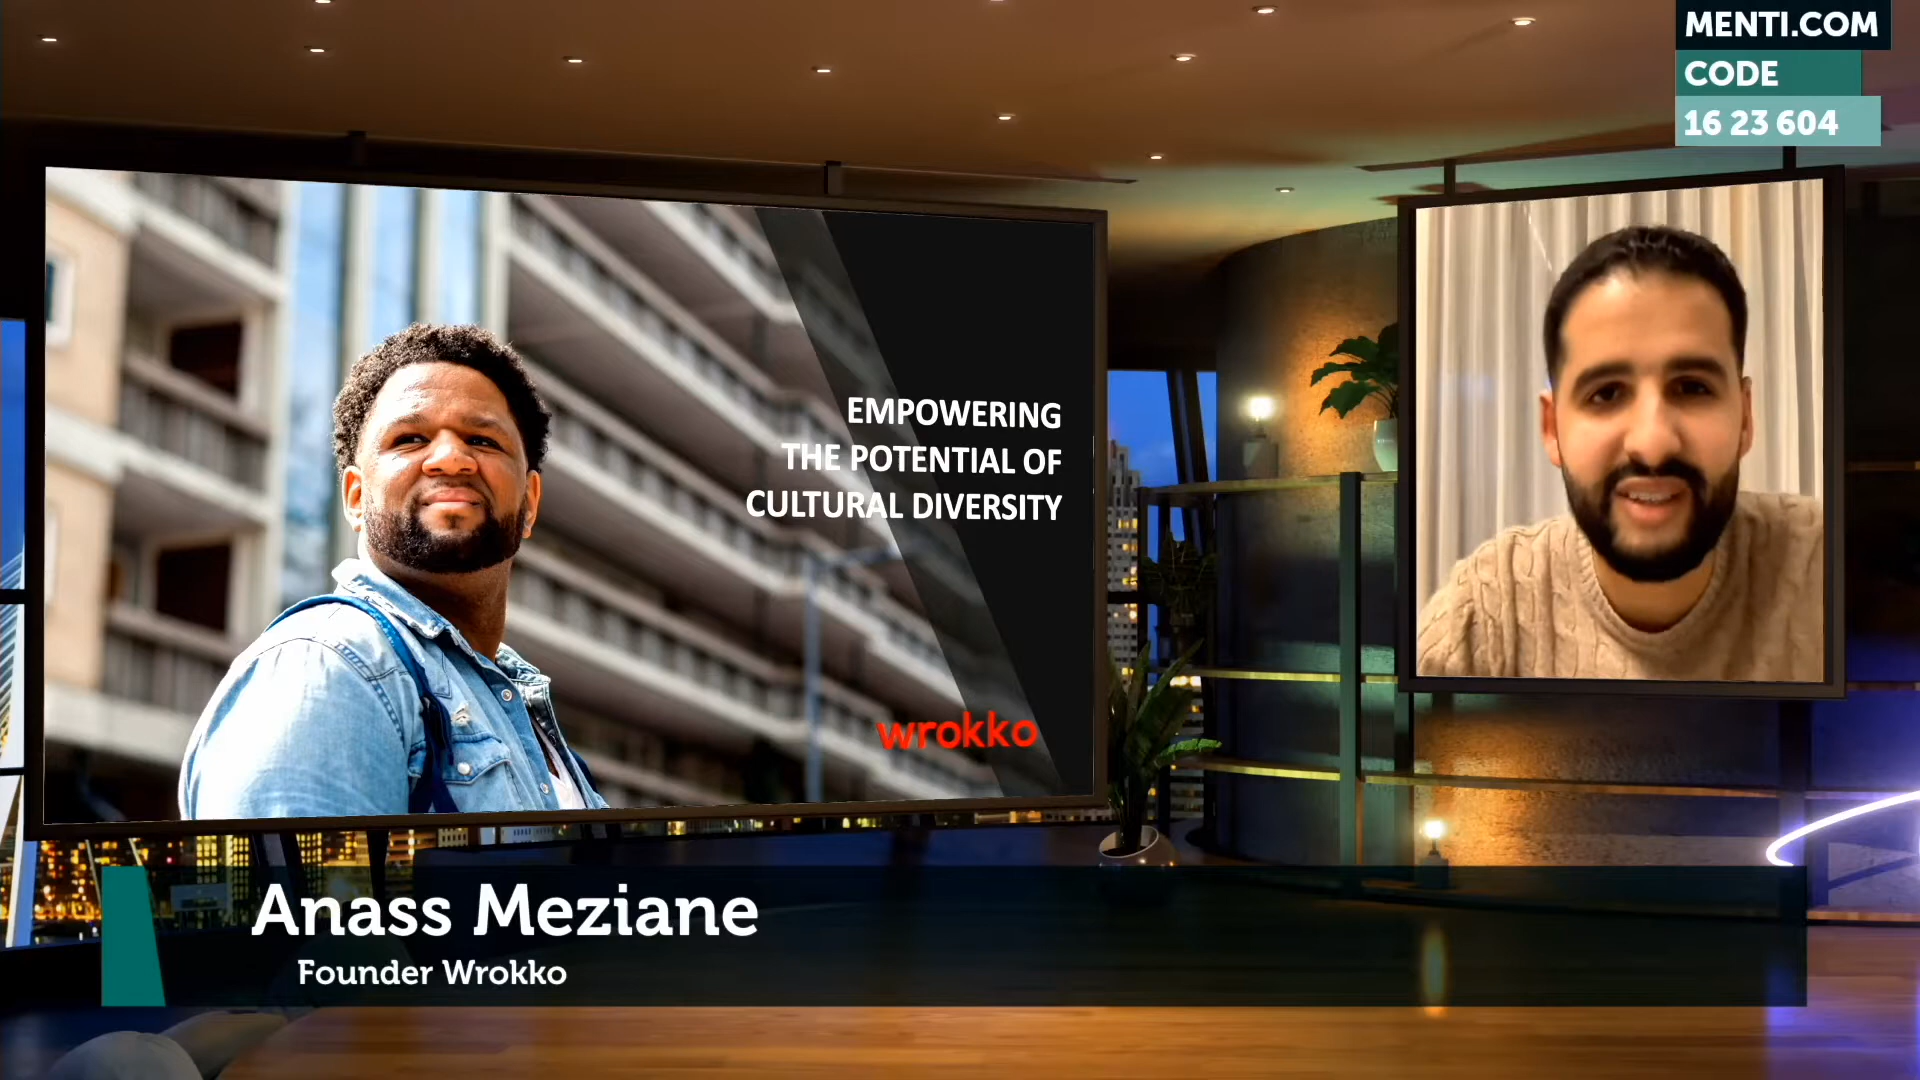 MENTI.COM
CODE
16 23 604
EMPOWERING
THE POTENTIAL OF
CULTURAL DIVERSITY
wrokko
Anass Meziane
Founder Wrokko